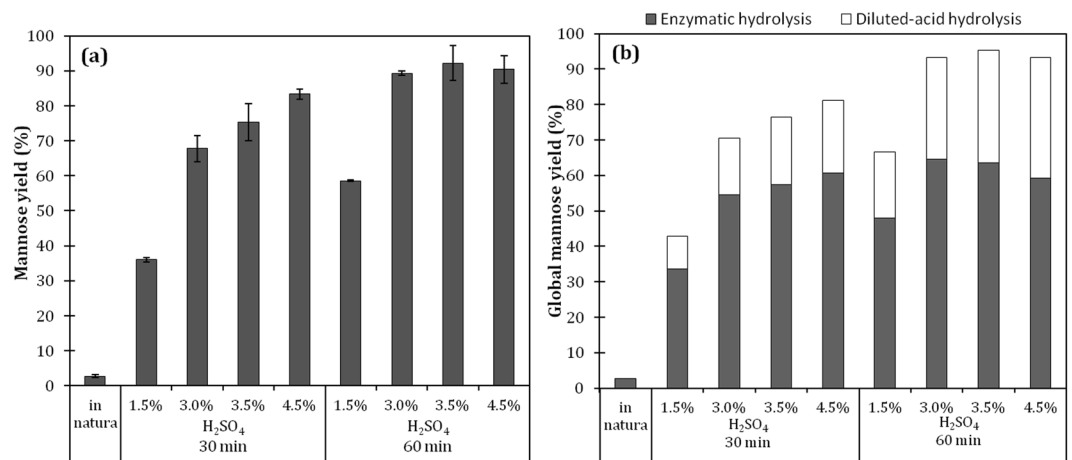 Enzymatic hydrolysis Diluted-acid hydrolysis
(a)
Mannose yield (%)
100
90
80
70
60
50
40
30
20
10
0
in natura
1.5% 3.0% 3.5% 4.5% 1.5% 3.0% 3.5% 4.5%
H₂SO₄ H₂SO₄
30 min 60 min
(b)
Global mannose yield (%)
100
90
80
70
60
50
40
30
20
10
0
in natura
1.5% 3.0% 3.5% 4.5% 1.5% 3.0% 3.5% 4.5%
H₂SO₄ H₂SO₄
30 min 60 min